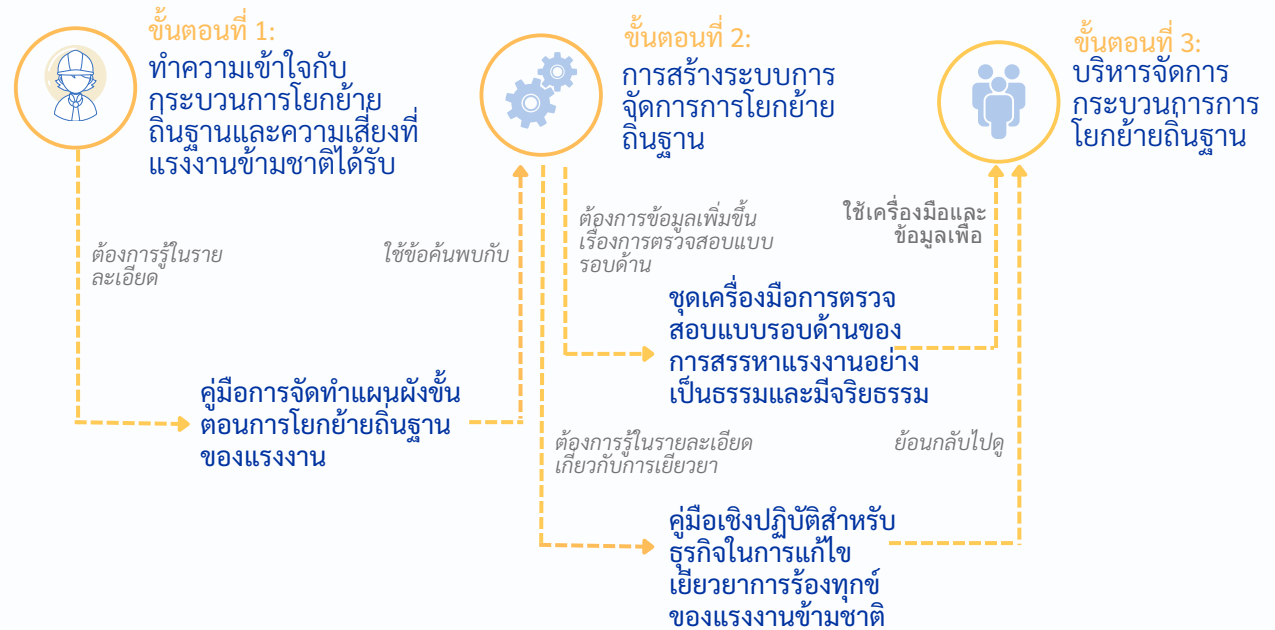 ขั้นตอนที่ 1:
ทำความเข้าใจกับ
กระบวนการโยกย้าย
ถิ่นฐานและความเสี่ยงที่
แรงงานข้ามชาติได้รับ
ขั้นตอนที่ 2:
การสร้างระบบการ
จัดการการโยกย้าย
ถิ่นฐาน
ขั้นตอนที่ 3:
บริหารจัดการ
กระบวนการการ
โยกย้ายถิ่นฐาน
ต้องการรู้ในราย
ละเอียด
ใช้ข้อค้นพบกับ
ต้องการข้อมูลเพิ่มขึ้น
เรื่องการตรวจสอบแบบ
รอบด้าน
ใช้เครื่องมือและ
ข้อมูลเพื่อ
ชุดเครื่องมือการตรวจ
สอบแบบรอบด้านของ
การสรรหาแรงงานอย่าง
เป็นธรรมและมีจริยธรรม
คู่มือการจัดทำแผนผังขั้น
ตอนการโยกย้ายถิ่นฐาน
ของแรงงาน
ต้องการรู้ในรายละเอียด
เกี่ยวกับการเยียวยา
ย้อนกลับไปดู
คู่มือเชิงปฏิบัติสำหรับ
ธุรกิจในการแก้ไข
เยียวยาการร้องทุกข์
ของแรงงานข้ามชาติ